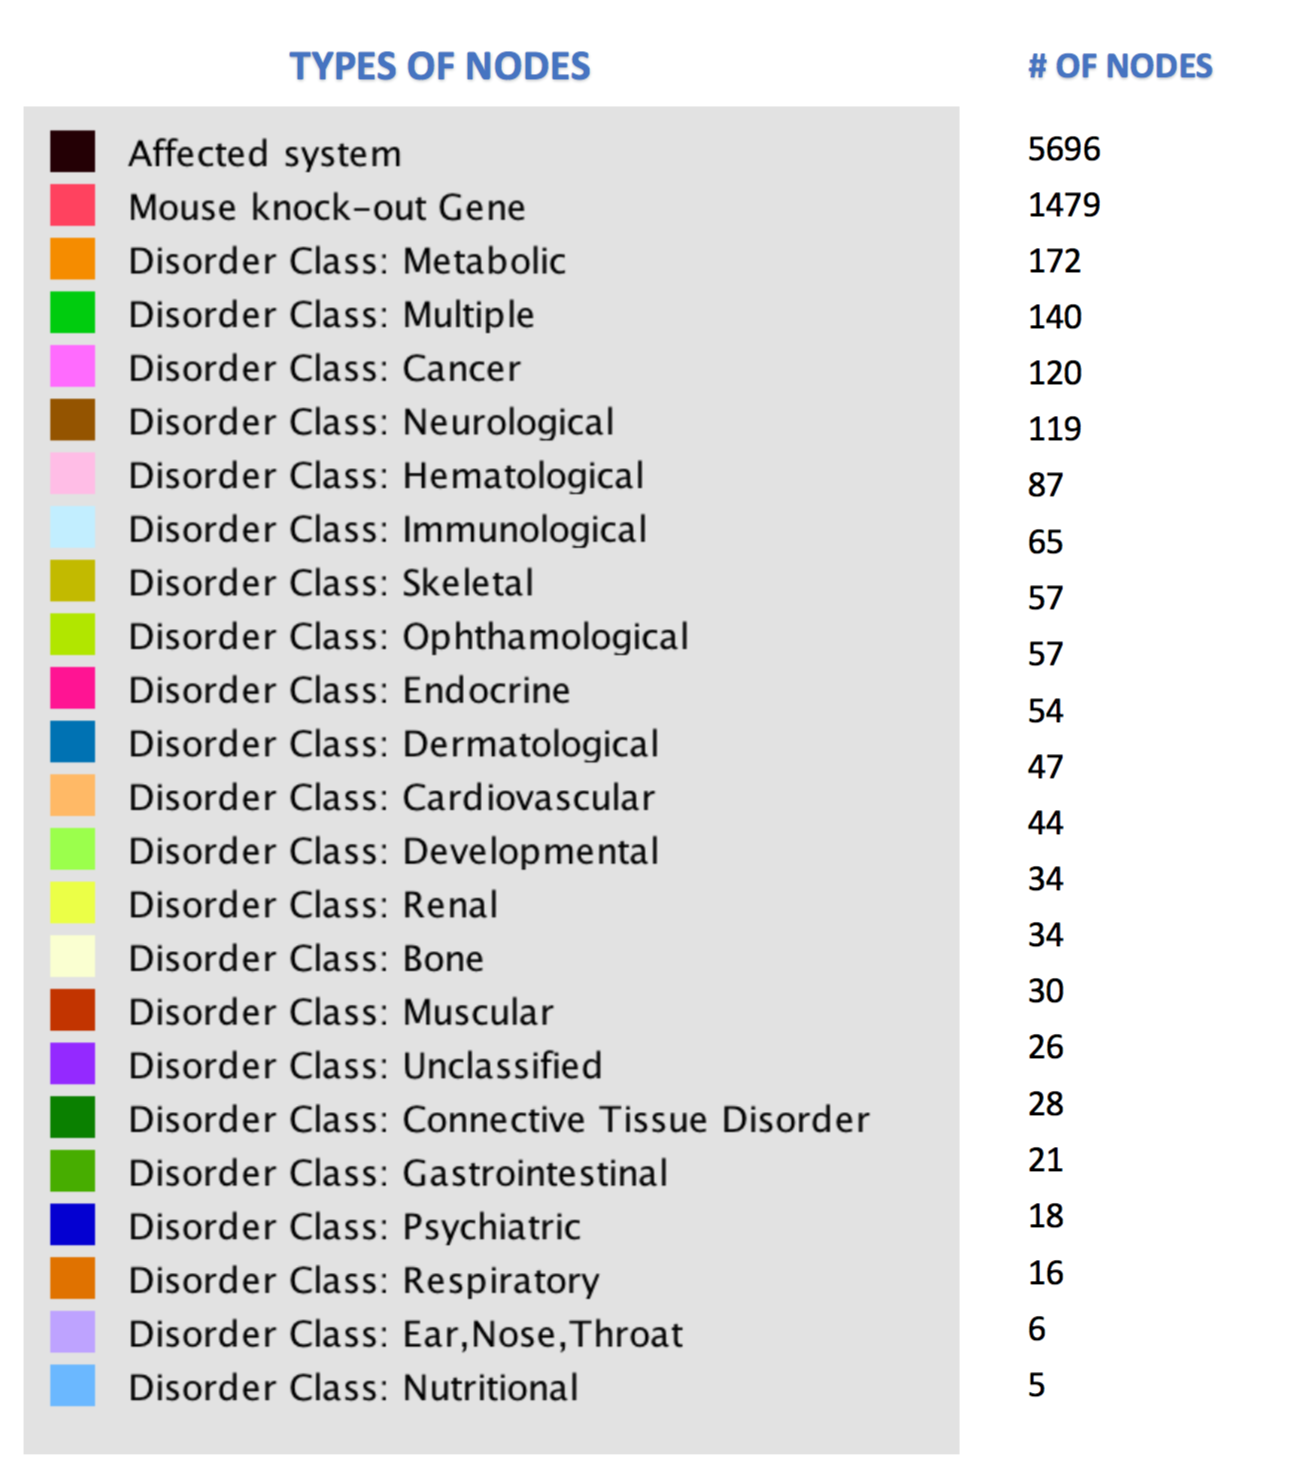 TYPES OF NODES # OF NODES
Affected system 5696
Mouse knock-out Gene 1479
Disorder Class: Metabolic 172
Disorder Class: Multiple 140
Disorder Class: Cancer 120
Disorder Class: Neurological 119
Disorder Class: Hematological 87
Disorder Class: Immunological 65
Disorder Class: Skeletal 57
Disorder Class: Ophthamological 57
Disorder Class: Endocrine 54
Disorder Class: Dermatological 47
Disorder Class: Cardiovascular 44
Disorder Class: Developmental 34
Disorder Class: Renal 34
Disorder Class: Bone 30
Disorder Class: Muscular 26
Disorder Class: Unclassified 28
Disorder Class: Connective Tissue Disorder 21
Disorder Class: Gastrointestinal 18
Disorder Class: Psychiatric 16
Disorder Class: Respiratory 6
Disorder Class: Ear,Nose,Throat 5
Disorder Class: Nutritional